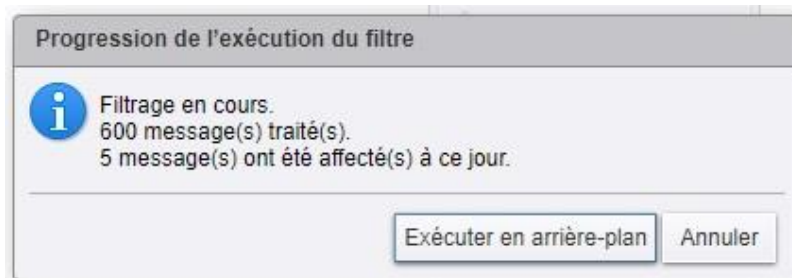 Progression de l'exécution du filtre
Filtrage en cours.
600 message(s) traité(s).
5 message(s) ont été affecté(s) à ce jour.
Exécuter en arrière-plan
Annuler